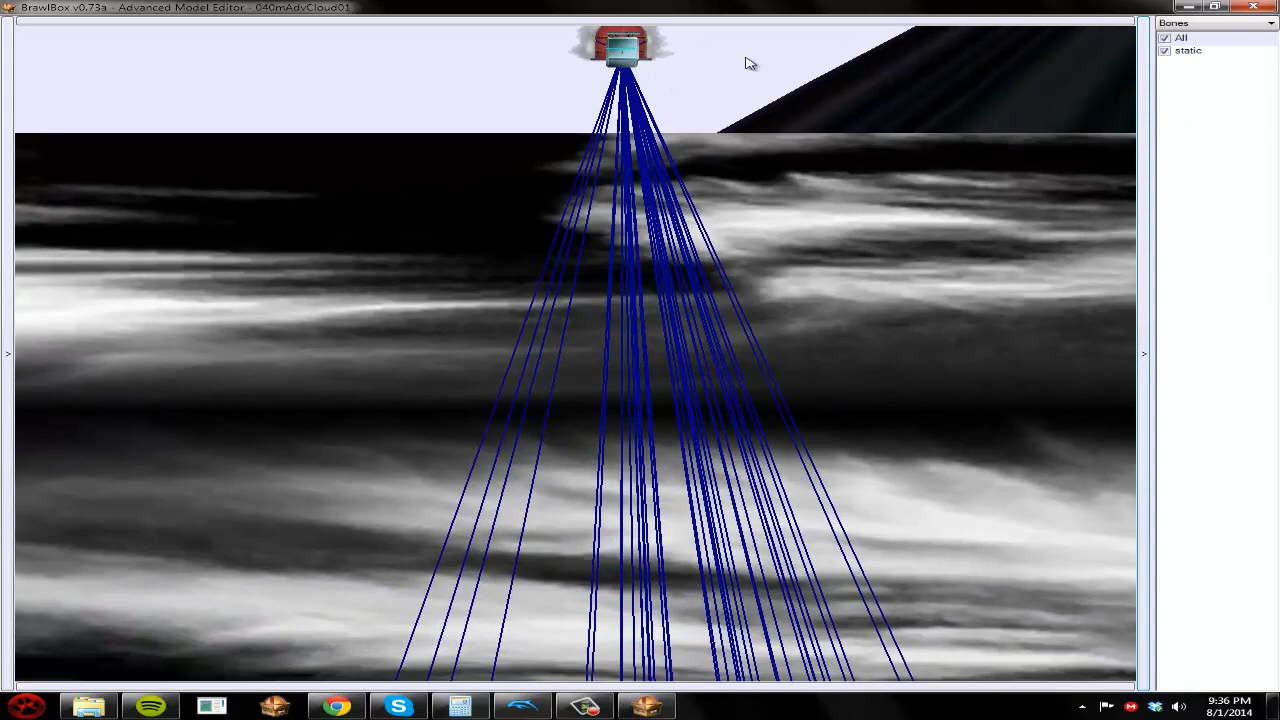 BrawlBox v0.73a - Advanced Model Editor - 040mAdvCloud01
Bones
All
static
>
>
9:36 PM
8/1/2014